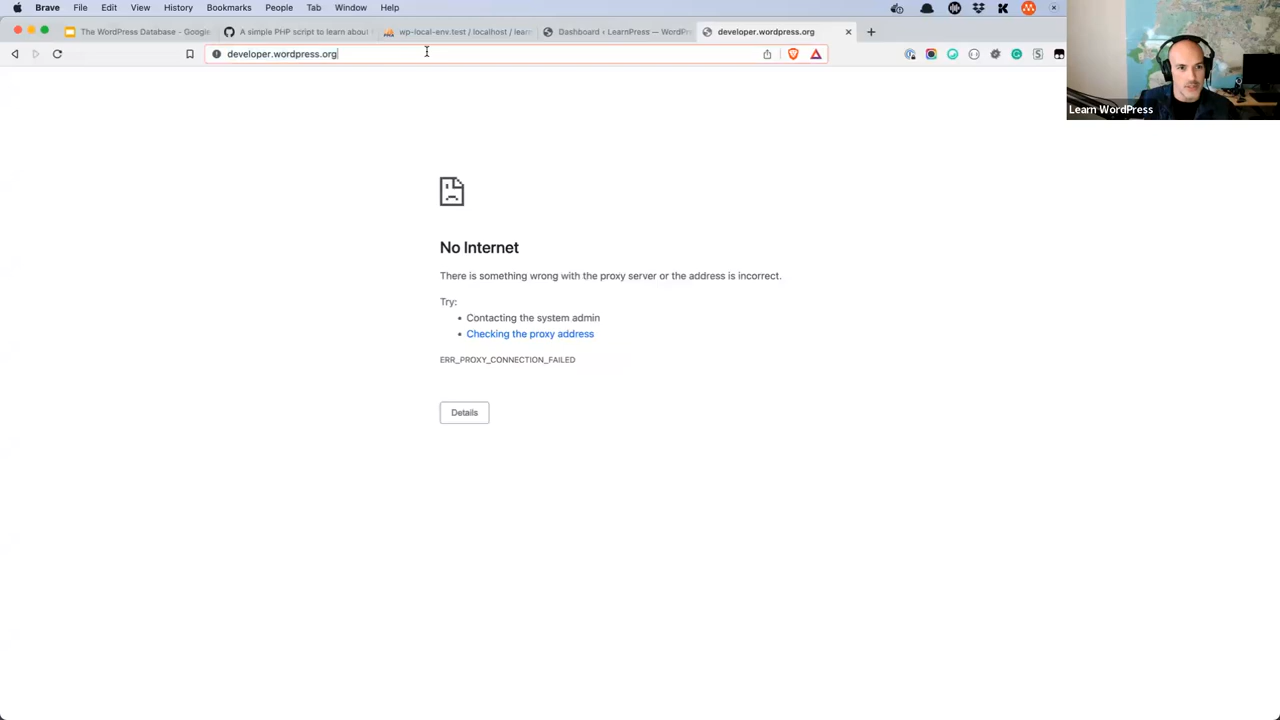 Brave File Edit View History Bookmarks People Tab Window Help
The WordPress Database - Google
A simple PHP script to learn about
wp-local-env.test / localhost / learn
Dashboard ‹ LearnPress — WordPr
developer.wordpress.org
developer.wordpress.org
Learn WordPress
No Internet
There is something wrong with the proxy server or the address is incorrect.
Try:
• Contacting the system admin
• Checking the proxy address
ERR_PROXY_CONNECTION_FAILED
Details